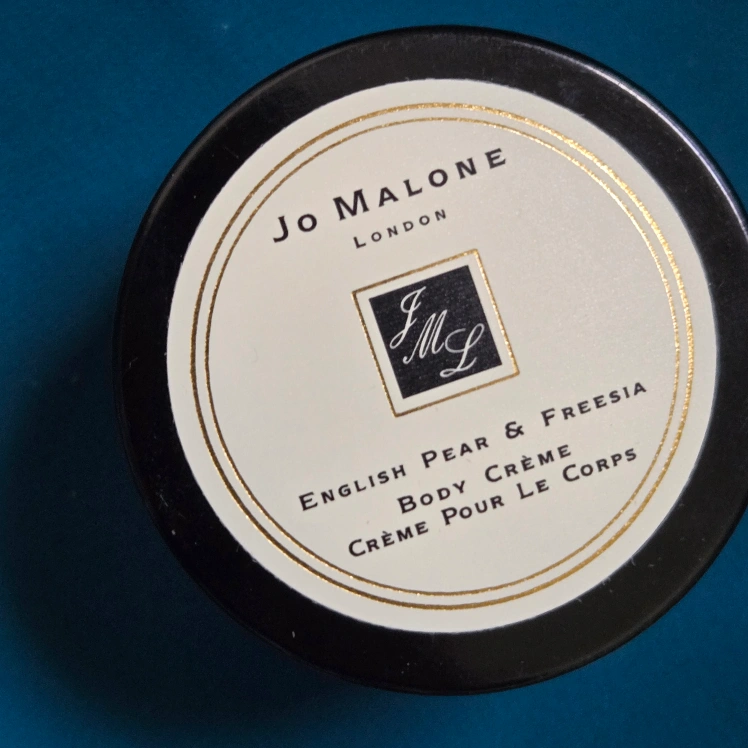 Jo Malone
London
JML
English Pear & Freesia
Body Crème
Crème Pour Le Corps